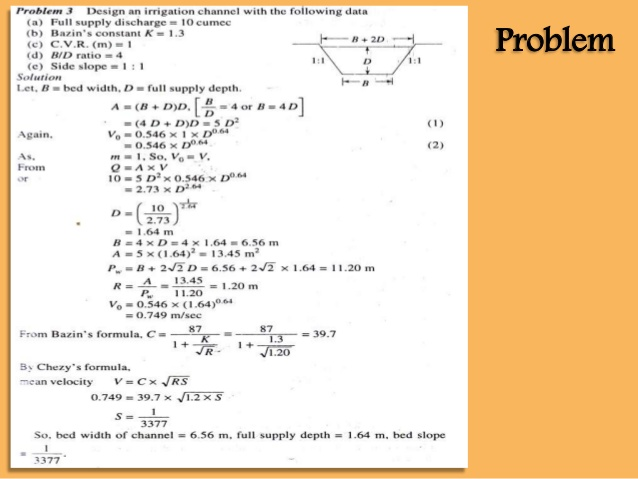 Problem
Problem 3 Design an irrigation channel with the following data
(a) Full supply discharge = 10 cumec
(b) Bazin's constant K = 1.3
(c) C.V.R. (m) = 1
(d) B/D ratio = 4
(e) Side slope = 1 : 1
B + 2D
1:1
D
1:1
B
Solution
Let, B = bed width, D = full supply depth.
A = (B + D)D, [B/D = 4 or B = 4D]
= (4 D + D)D = 5 D² (1)
Again, V₀ = 0.546 × 1 × D^0.64
= 0.546 × D^0.64 (2)
As, m = 1, So, V₀ = V,
From Q = A × V
or 10 = 5 D² × 0.546 × D^0.64
= 2.73 × D^2.64
D = (10/2.73)^(1/2.64)
= 1.64 m
B = 4 × D = 4 × 1.64 = 6.56 m
A = 5 × (1.64)² = 13.45 m²
P_w = B + 2√2 D = 6.56 + 2√2 × 1.64 = 11.20 m
R = A/P_w = 13.45/11.20 = 1.20 m
V₀ = 0.546 × (1.64)^0.64
= 0.749 m/sec
From Bazin's formula, C = 87/(1 + K/√R) = 87/(1 + 1.3/√1.20) = 39.7
By Chezy's formula,
mean velocity V = C × √RS
0.749 = 39.7 × √1.2 × S
S = 1/3377
So, bed width of channel = 6.56 m, full supply depth = 1.64 m, bed slope
= 1/3377.